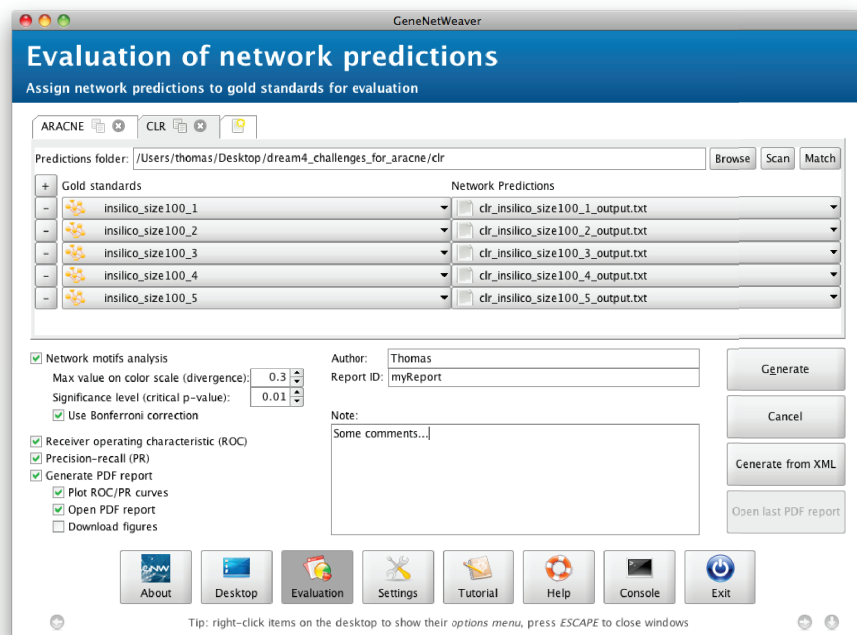 GeneNetWeaver
Evaluation of network predictions
Assign network predictions to gold standards for evaluation
ARACNE
CLR
Predictions folder: /Users/thomas/Desktop/dream4_challenges_for_aracne/clr Browse Scan Match
+ Gold standards Network Predictions
- insilico_size100_1 clr_insilico_size100_1_output.txt
- insilico_size100_2 clr_insilico_size100_2_output.txt
- insilico_size100_3 clr_insilico_size100_3_output.txt
- insilico_size100_4 clr_insilico_size100_4_output.txt
- insilico_size100_5 clr_insilico_size100_5_output.txt
Network motifs analysis
Max value on color scale (divergence): 0.3
Significance level (critical p-value): 0.01
Use Bonferroni correction
Receiver operating characteristic (ROC)
Precision-recall (PR)
Generate PDF report
Plot ROC/PR curves
Open PDF report
Download figures
Author: Thomas
Report ID: myReport
Note:
Some comments...
Generate
Cancel
Generate from XML
Open last PDF report
GNW
About Desktop Evaluation Settings Tutorial Help Console Exit
Tip: right-click items on the desktop to show their options menu, press ESCAPE to close windows